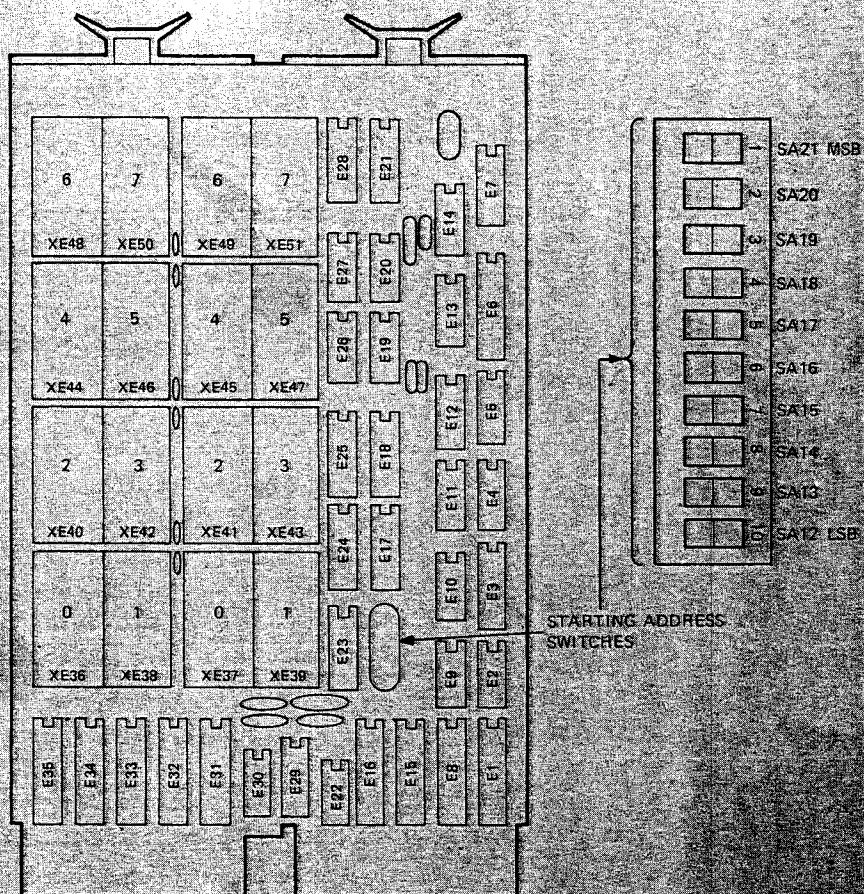 6 7 6 7
XE48 XE50 XE49 XE51
4 5 4 5
XE44 XE46 XE45 XE47
2 3 2 3
XE40 XE42 XE41 XE43
0 1 0 1
XE36 XE38 XE37 XE39
E28 E21
E27 E20
E26 E19
E25 E18
E24 E17
E23
E14 E7
E13 E6
E12 E5
E11 E4
E10 E3
E9 E2
E35 E34 E33 E32 E31 E30 E29 E22 E16 E15 E8 E1
1 SA21 MSB
2 SA20
3 SA19
4 SA18
5 SA17
6 SA16
7 SA15
8 SA14
9 SA13
10 SA12 LSB
STARTING ADDRESS
SWITCHES